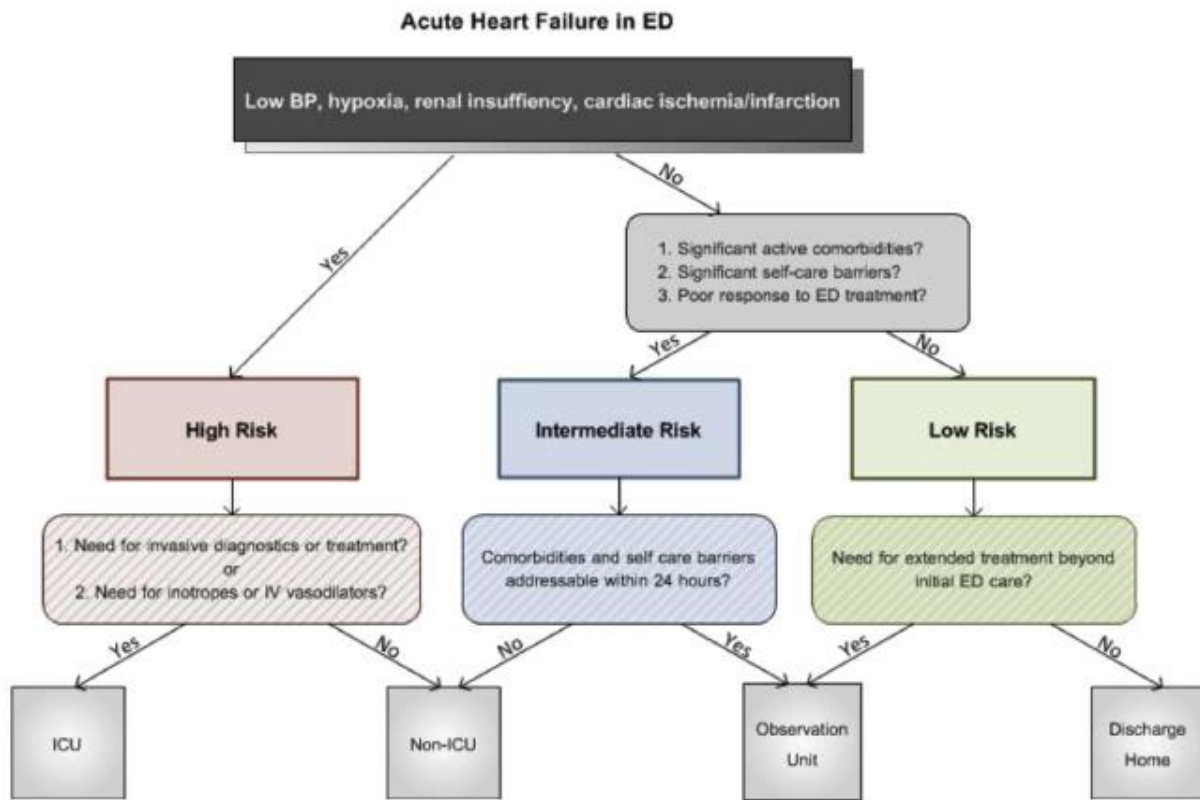 Acute Heart Failure in ED
Low BP, hypoxia, renal insuffiency, cardiac ischemia/infarction
No
Yes
1. Significant active comorbidities?
2. Significant self-care barriers?
3. Poor response to ED treatment?
Yes
No
High Risk
Intermediate Risk
Low Risk
1. Need for invasive diagnostics or treatment?
or
2. Need for inotropes or IV vasodilators?
Comorbidities and self care barriers
addressable within 24 hours?
Need for extended treatment beyond
initial ED care?
Yes
No
No
Yes
Yes
No
ICU
Non-ICU
Observation
Unit
Discharge
Home